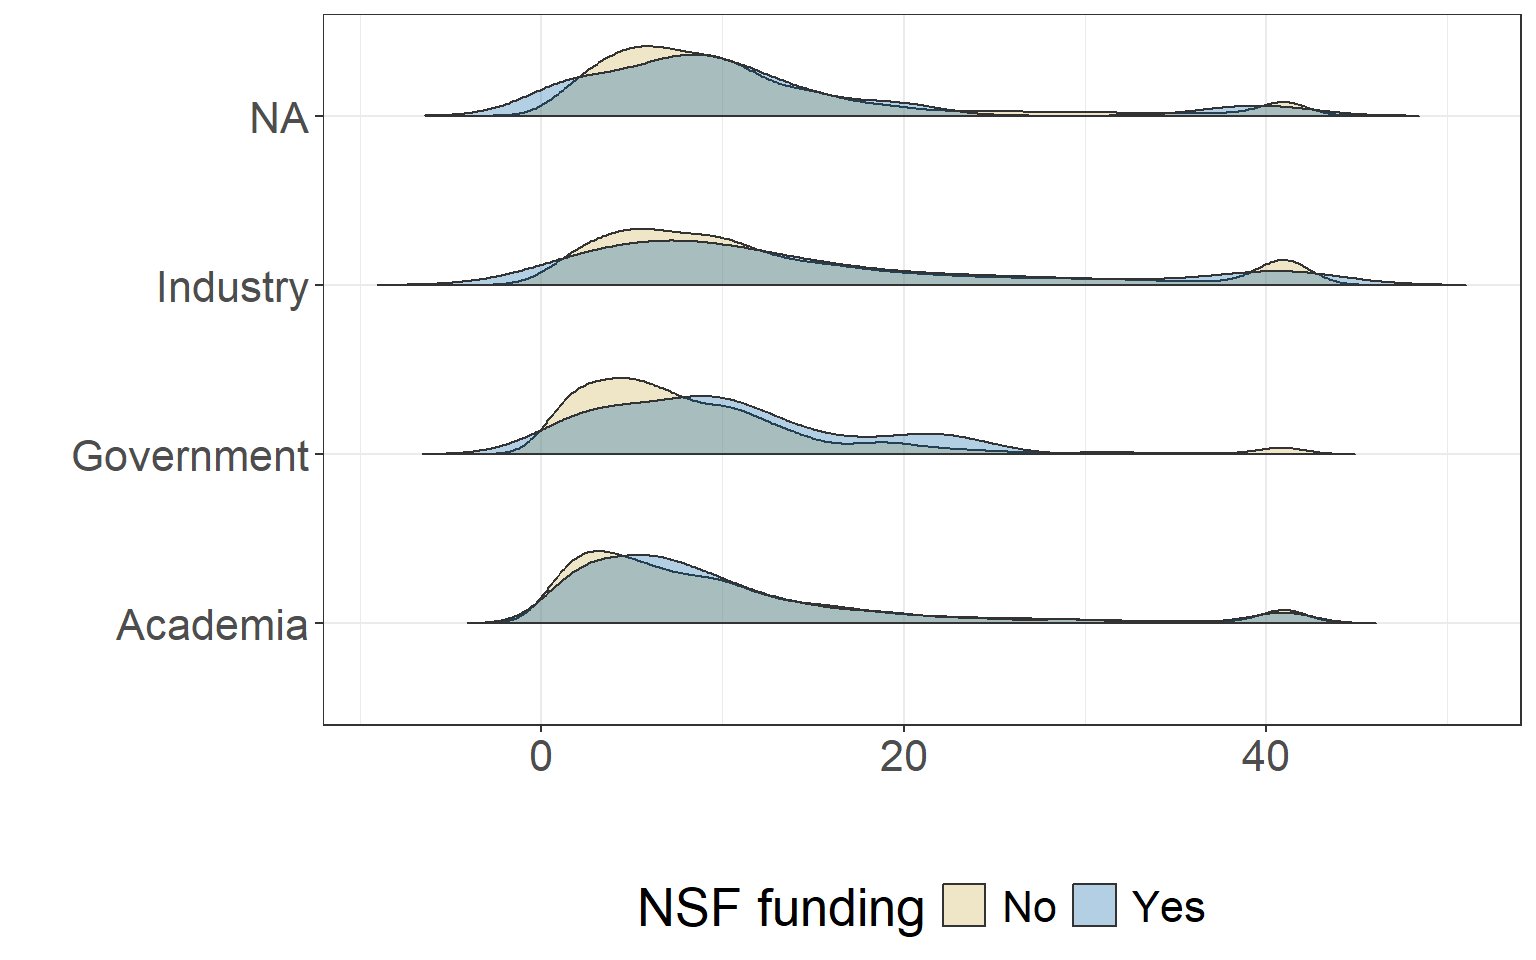 NA
Industry
Government
Academia
0 20 40
NSF funding No Yes